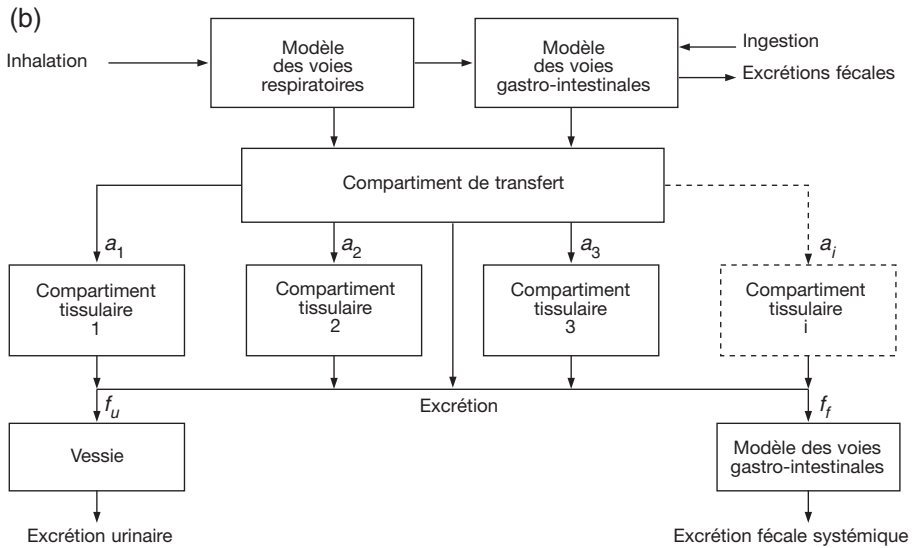 (b)
Inhalation
Modèle
des voies
respiratoires
Modèle
des voies
gastro-intestinales
Ingestion
Excrétions fécales
Compartiment de transfert
a1
a2
a3
ai
Compartiment
tissulaire
1
Compartiment
tissulaire
2
Compartiment
tissulaire
3
Compartiment
tissulaire
i
fu
Excrétion
ff
Vessie
Modèle des voies
gastro-intestinales
Excrétion urinaire
Excrétion fécale systémique